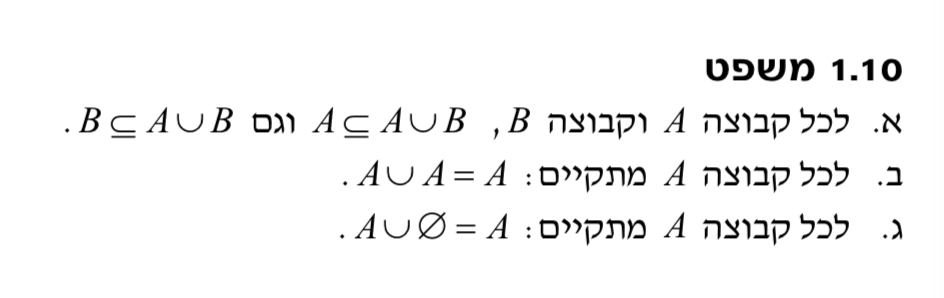 1.10 משפט
א. לכל קבוצה A וקבוצה B , A ⊆ A ∪ B וגם B ⊆ A ∪ B .
ב. לכל קבוצה A מתקיים: A ∪ A = A .
ג. לכל קבוצה A מתקיים: A ∪ ∅ = A .